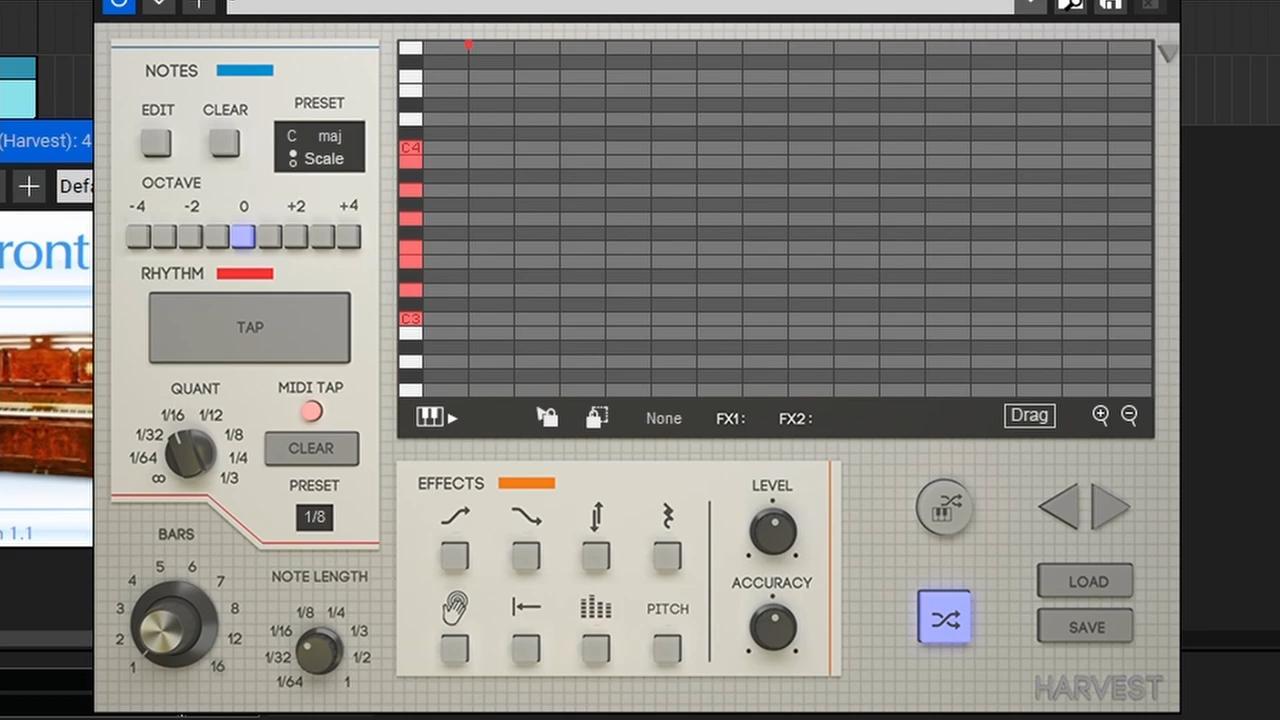 (Harvest): 4
Defa
ront
n 1.1
NOTES
EDIT CLEAR PRESET
C maj
Scale
OCTAVE
-4 -2 0 +2 +4
RHYTHM
TAP
QUANT
1/16 1/12
1/32 1/8
1/64 1/4
∞ 1/3
MIDI TAP
CLEAR
PRESET
1/8
BARS
5 6
4 7
3 8
2 12
1 16
NOTE LENGTH
1/8 1/4
1/16 1/3
1/32 1/2
1/64 1
C4
C3
None FX1: FX2: Drag
EFFECTS
PITCH
LEVEL
ACCURACY
LOAD
SAVE
HARVEST